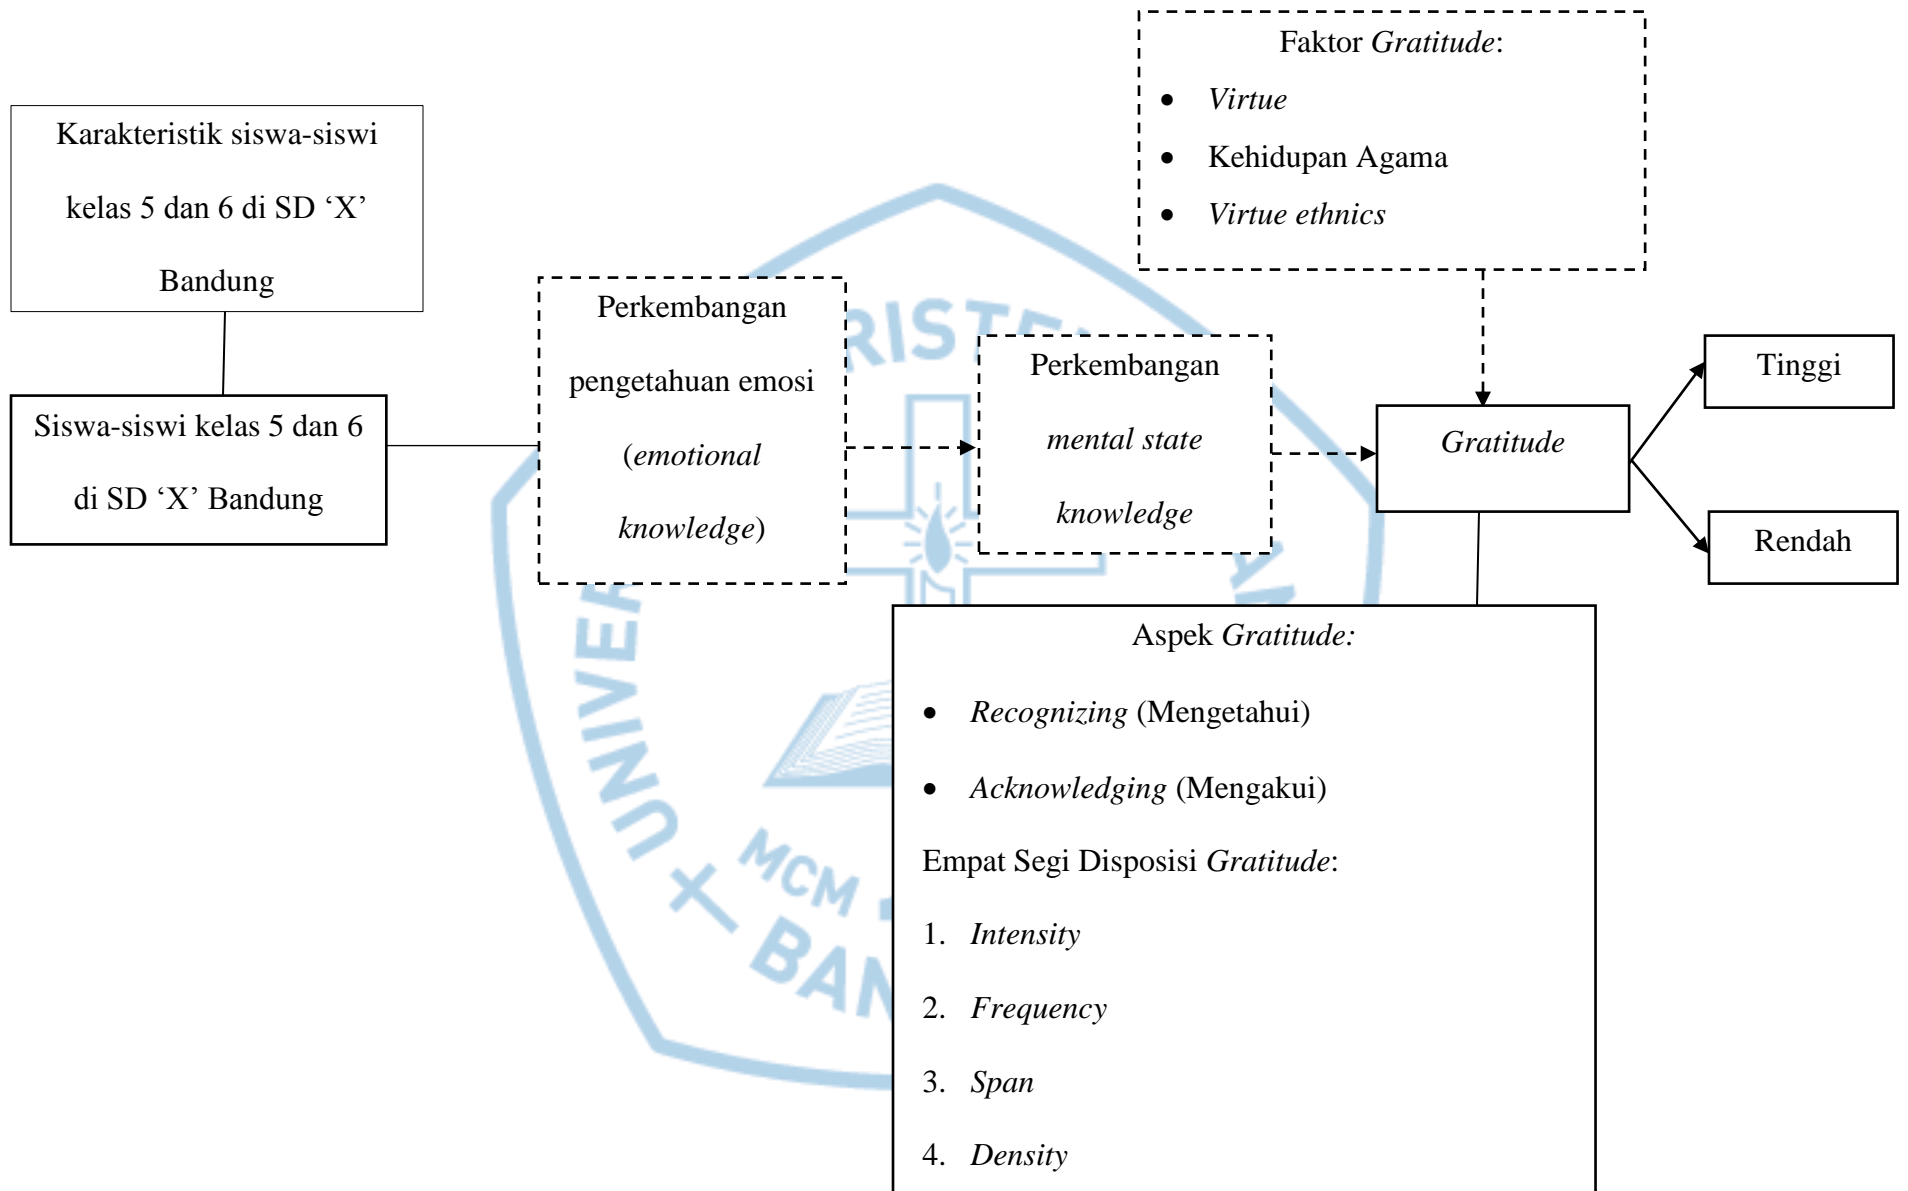 Faktor Gratitude:
• Virtue
• Kehidupan Agama
• Virtue ethnics
Karakteristik siswa-siswi
kelas 5 dan 6 di SD ‘X’
Bandung
Siswa-siswi kelas 5 dan 6
di SD ‘X’ Bandung
Perkembangan
pengetahuan emosi
(emotional
knowledge)
Perkembangan
mental state
knowledge
Gratitude
Tinggi
Rendah
Aspek Gratitude:
• Recognizing (Mengetahui)
• Acknowledging (Mengakui)
Empat Segi Disposisi Gratitude:
1. Intensity
2. Frequency
3. Span
4. Density
MCM